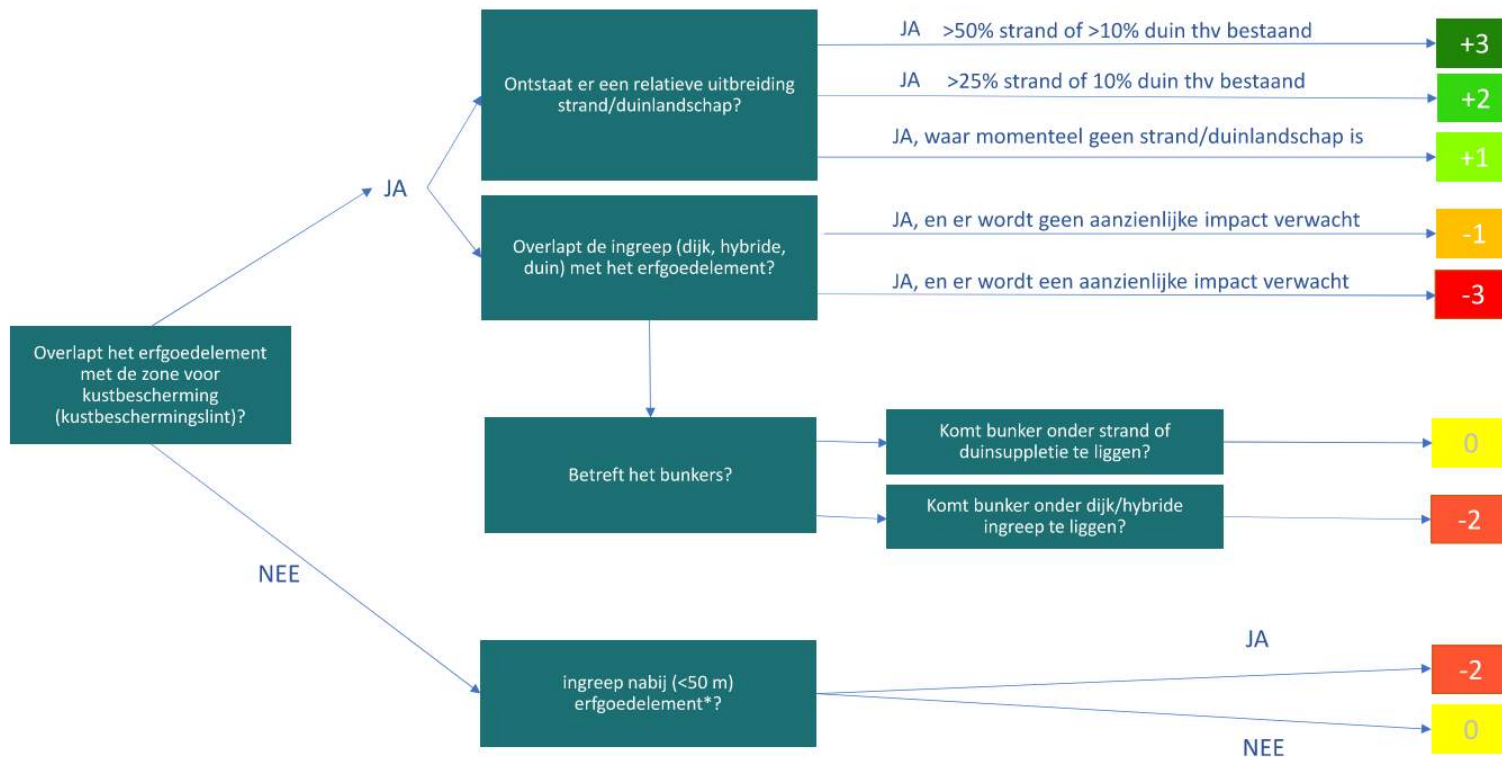 JA >50% strand of >10% duin thv bestaand
+3
Ontstaat er een relatieve uitbreiding
strand/duinlandschap?
JA >25% strand of 10% duin thv bestaand
+2
JA, waar momenteel geen strand/duinlandschap is
+1
JA
Overlapt de ingreep (dijk, hybride,
duin) met het erfgoedelement?
JA, en er wordt geen aanzienlijke impact verwacht
-1
JA, en er wordt een aanzienlijke impact verwacht
-3
Overlapt het erfgoedelement
met de zone voor
kustbescherming
(kustbeschermingslint)?
Betreft het bunkers?
Komt bunker onder strand of
duinsuppletie te liggen?
0
Komt bunker onder dijk/hybride
ingreep te liggen?
-2
NEE
ingreep nabij (<50 m)
erfgoedelement*?
JA
-2
NEE
0